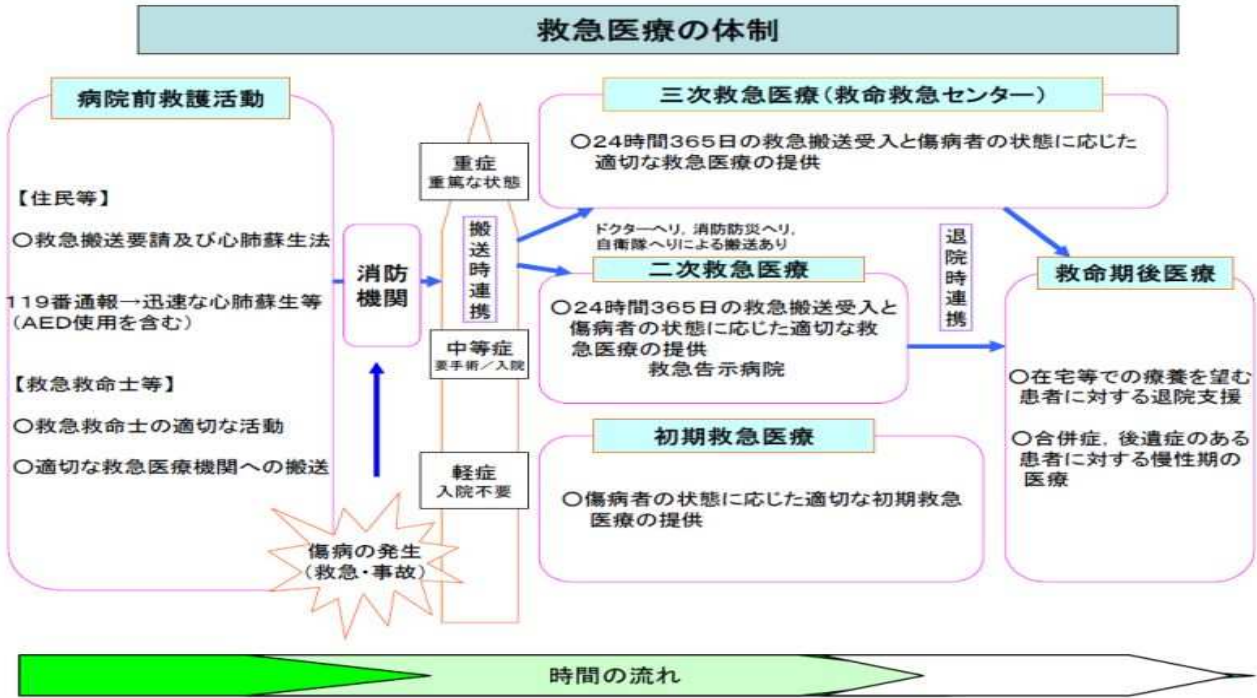 救急医療の体制
病院前救護活動
【住民等】
○救急搬送要請及び心肺蘇生法
119番通報→迅速な心肺蘇生等
(AED使用を含む)
【救急救命士等】
○救急救命士の適切な活動
○適切な救急医療機関への搬送
傷病の発生
(救急・事故)
消防
機関
重症
重篤な状態
搬送時連携
中等症
要手術／入院
軽症
入院不要
三次救急医療(救命救急センター)
○24時間365日の救急搬送受入と傷病者の状態に応じた
適切な救急医療の提供
ドクターヘリ，消防防災ヘリ，
自衛隊ヘリによる搬送あり
二次救急医療
○24時間365日の救急搬送受入と
傷病者の状態に応じた適切な救
急医療の提供
救急告示病院
初期救急医療
○傷病者の状態に応じた適切な初期救急
医療の提供
退院時連携
救命期後医療
○在宅等での療養を望む
患者に対する退院支援
○合併症，後遺症のある
患者に対する慢性期の
医療
時間の流れ